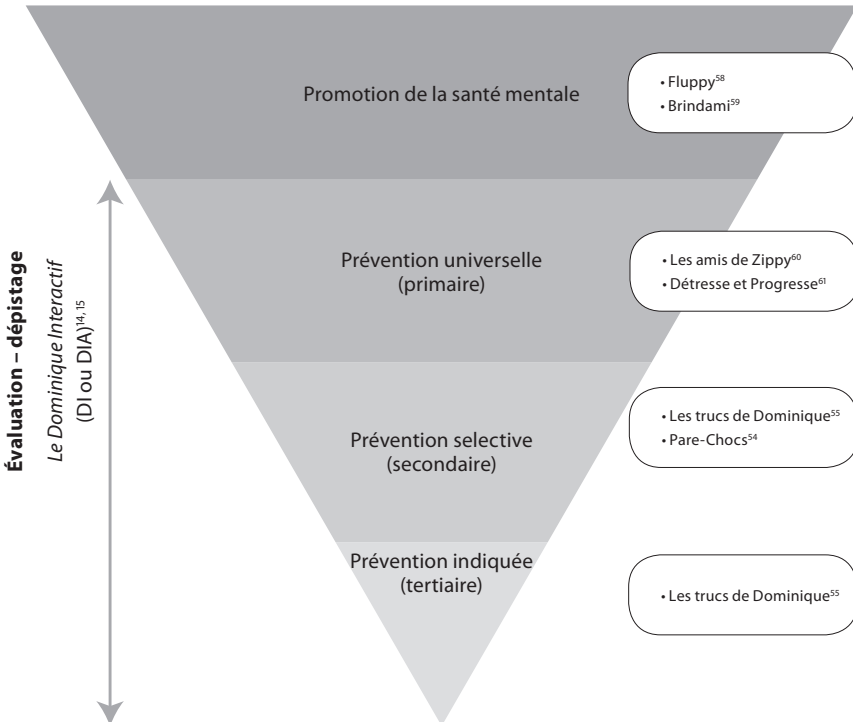 Promotion de la santé mentale
• Fluppy⁵⁸
• Brindami⁵⁹
Évaluation – dépistage
Le Dominique Interactif
(DI ou DIA)¹⁴,¹⁵
Prévention universelle
(primaire)
• Les amis de Zippy⁶⁰
• Détresse et Progresse⁶¹
Prévention selective
(secondaire)
• Les trucs de Dominique⁵⁵
• Pare-Chocs⁵⁴
Prévention indiquée
(tertiaire)
• Les trucs de Dominique⁵⁵